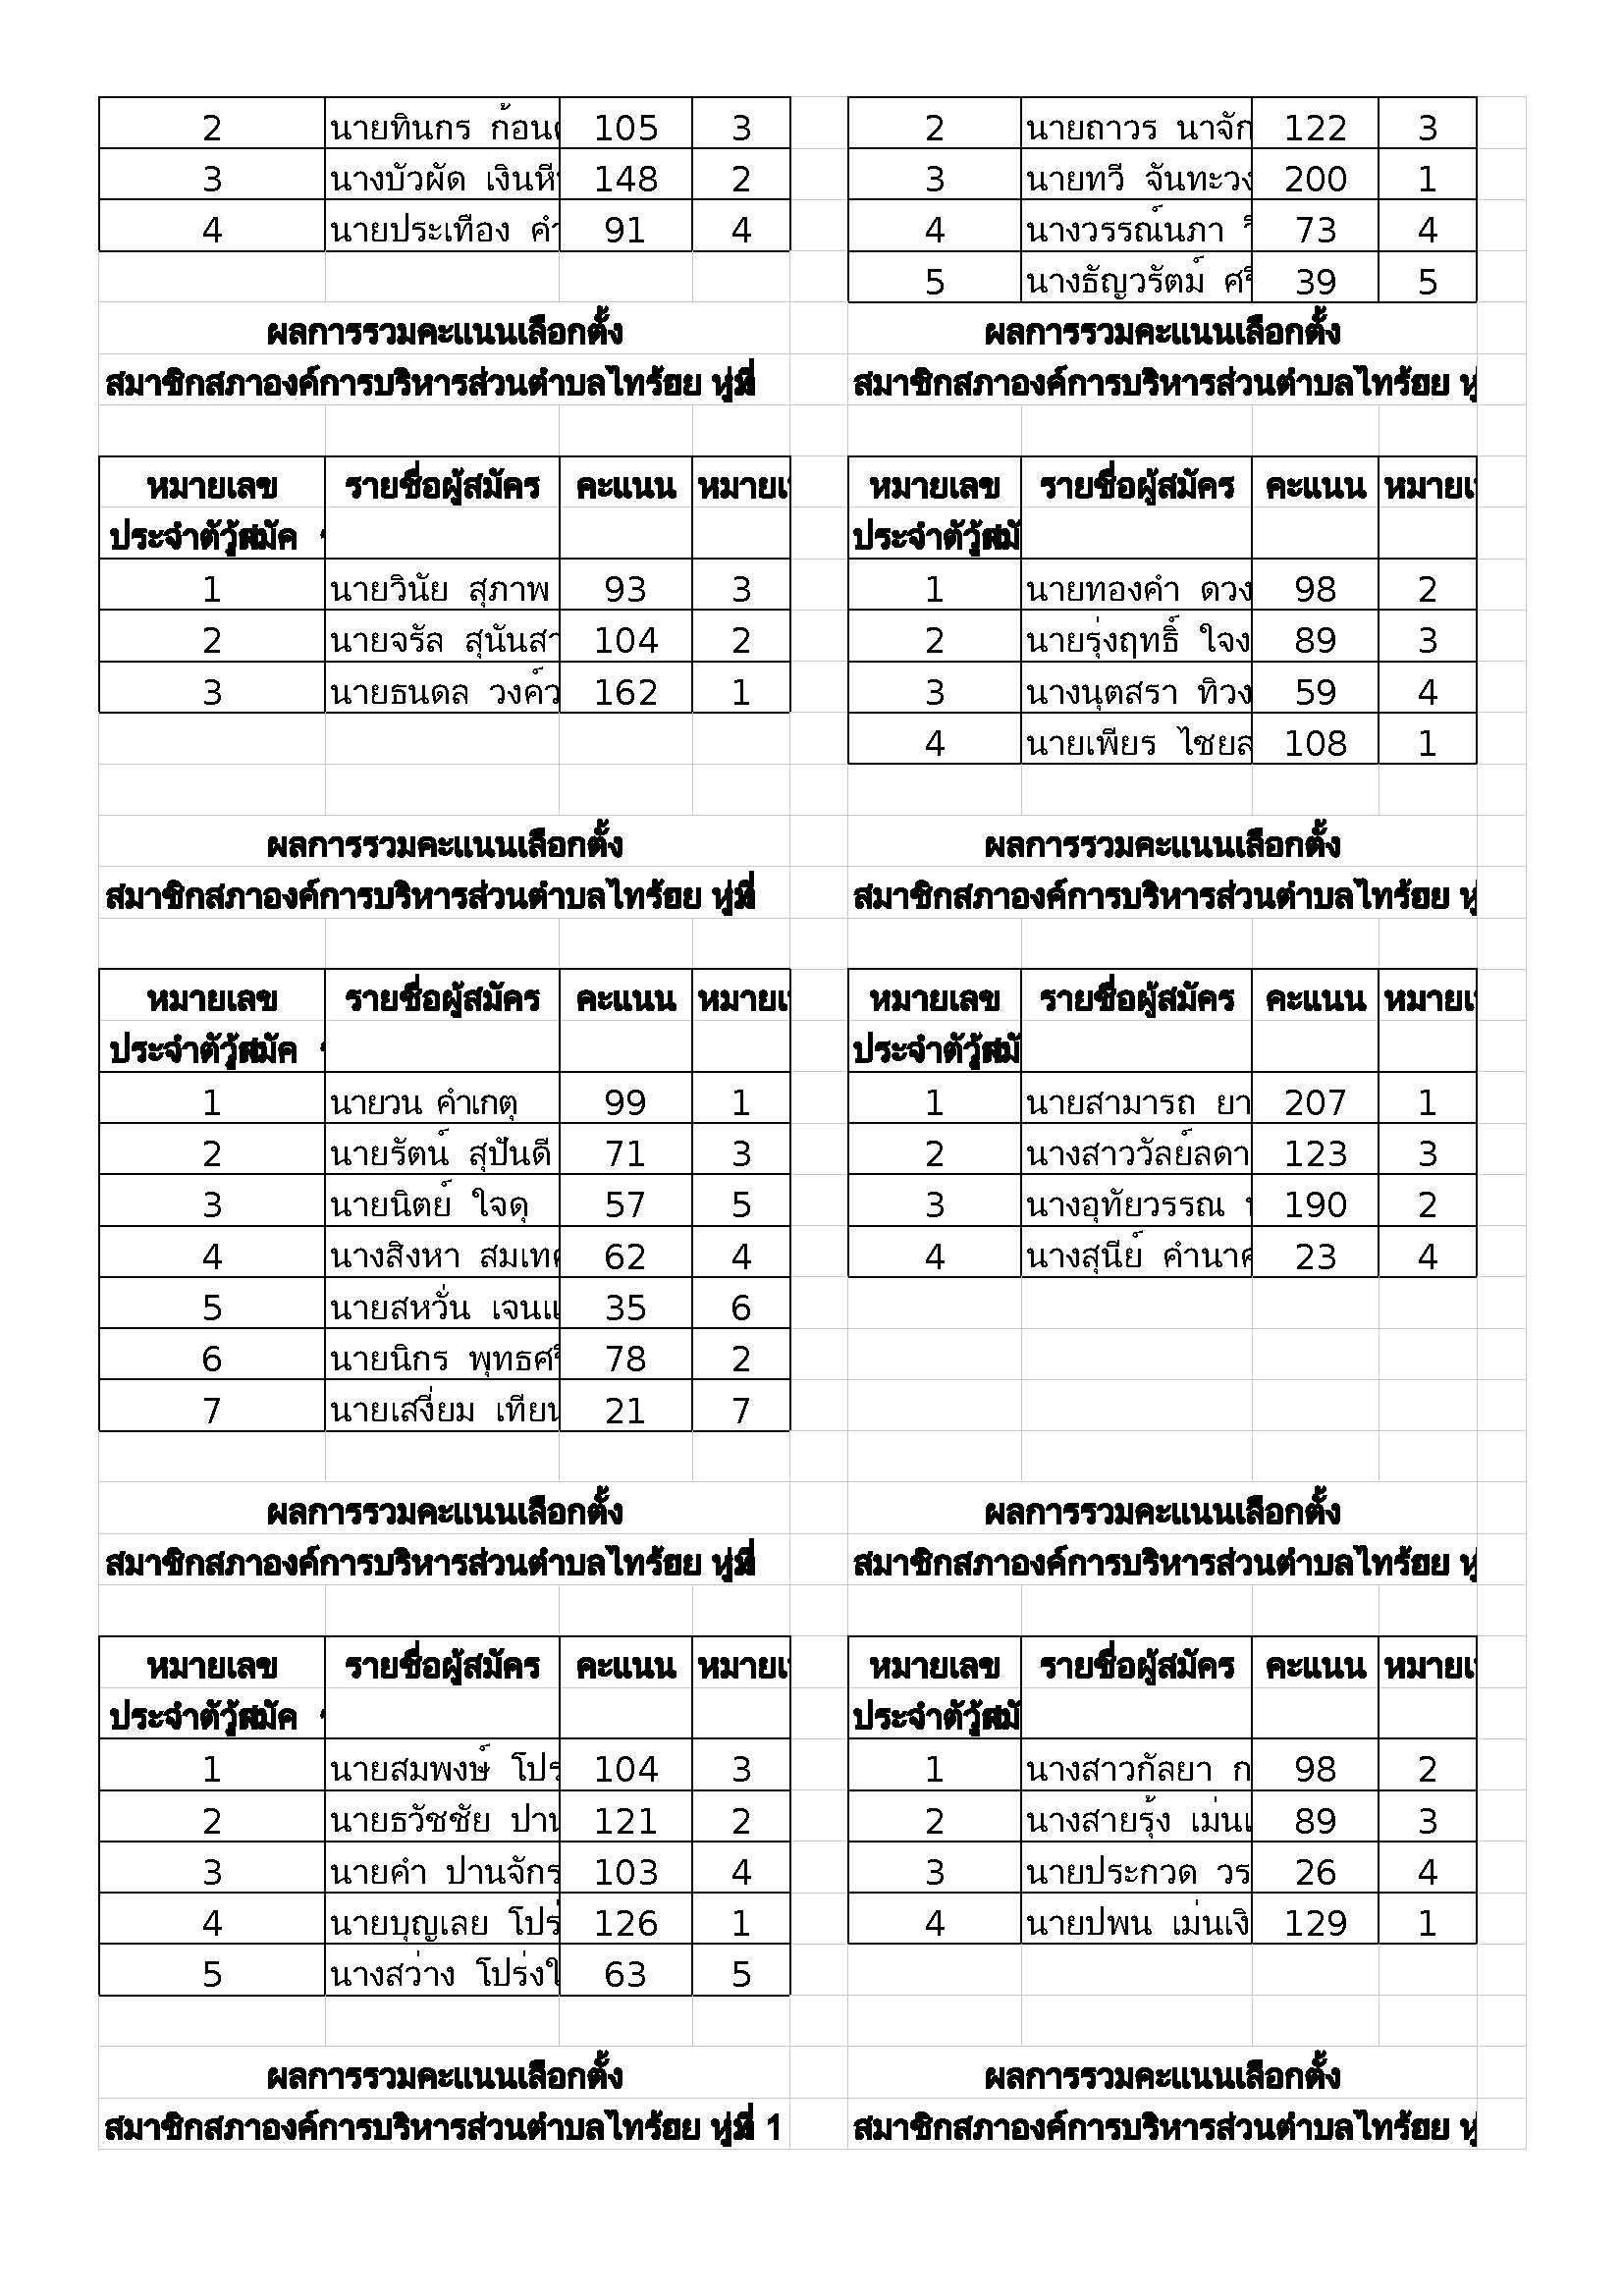 2 นายทินกร ก้อน 105 3 2 นายถาวร นาจัก 122 3
3 นางบัวผัด เงินหี 148 2 3 นายทวี จันทะวง 200 1
4 นายประเทือง คำ 91 4 4 นางวรรณ์นภา 73 4
5 นางธัญวรัตม์ ศรี 39 5
ผลการรวมคะแนนเลือกตั้ง ผลการรวมคะแนนเลือกตั้ง
สมาชิกสภาองค์การบริหารส่วนตำบลไทรย้อย หมู่ที่ สมาชิกสภาองค์การบริหารส่วนตำบลไทรย้อย
หมายเลข รายชื่อผู้สมัคร คะแนน หมายเ หมายเลข รายชื่อผู้สมัคร คะแนน หมายเ
ประจำตัวผู้สมัค ประจำตัวผู้สมั
1 นายวินัย สุภาพ 93 3 1 นายทองคำ ดวง 98 2
2 นายจรัล สุนันสา 104 2 2 นายรุ่งฤทธิ์ ใจง 89 3
3 นายธนดล วงค์ว 162 1 3 นางนุตสรา ทิวง 59 4
4 นายเพียร ไชยส 108 1
ผลการรวมคะแนนเลือกตั้ง ผลการรวมคะแนนเลือกตั้ง
สมาชิกสภาองค์การบริหารส่วนตำบลไทรย้อย หมู่ที่ สมาชิกสภาองค์การบริหารส่วนตำบลไทรย้อย
หมายเลข รายชื่อผู้สมัคร คะแนน หมายเ หมายเลข รายชื่อผู้สมัคร คะแนน หมายเ
ประจำตัวผู้สมัค ประจำตัวผู้สมั
1 นายวน คำเกตุ 99 1 1 นายสามารถ ยา 207 1
2 นายรัตน์ สุปันดี 71 3 2 นางสาววัลย์ลดา 123 3
3 นายนิตย์ ใจดุ 57 5 3 นางอุทัยวรรณ 190 2
4 นางสิงหา สมเท 62 4 4 นางสุนีย์ คำนา 23 4
5 นายสหวั่น เจนแ 35 6
6 นายนิกร พุทธศรี 78 2
7 นายเสงี่ยม เทียน 21 7
ผลการรวมคะแนนเลือกตั้ง ผลการรวมคะแนนเลือกตั้ง
สมาชิกสภาองค์การบริหารส่วนตำบลไทรย้อย หมู่ที่ สมาชิกสภาองค์การบริหารส่วนตำบลไทรย้อย
หมายเลข รายชื่อผู้สมัคร คะแนน หมายเ หมายเลข รายชื่อผู้สมัคร คะแนน หมายเ
ประจำตัวผู้สมัค ประจำตัวผู้สมั
1 นายสมพงษ์ โปร 104 3 1 นางสาวกัลยา ก 98 2
2 นายธวัชชัย ปาน 121 2 2 นางสายรุ้ง เม่นเ 89 3
3 นายคำ ปานจักร 103 4 3 นายประกวด วร 26 4
4 นายบุญเลย โปร่ 126 1 4 นายปพน เม่นเงิ 129 1
5 นางสว่าง โปร่งใ 63 5
ผลการรวมคะแนนเลือกตั้ง ผลการรวมคะแนนเลือกตั้ง
สมาชิกสภาองค์การบริหารส่วนตำบลไทรย้อย หมู่ที่ 1 สมาชิกสภาองค์การบริหารส่วนตำบลไทรย้อย